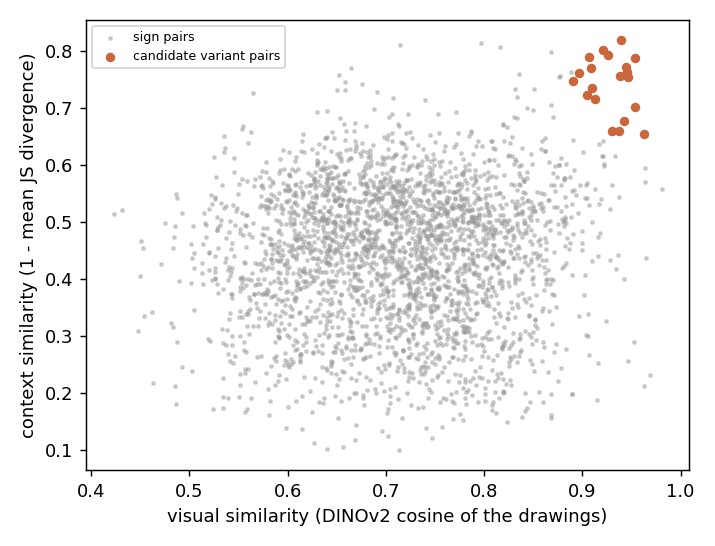 sign pairs
candidate variant pairs
context similarity (1 - mean JS divergence)
0.8
0.7
0.6
0.5
0.4
0.3
0.2
0.1
0.4 0.5 0.6 0.7 0.8 0.9 1.0
visual similarity (DINOv2 cosine of the drawings)